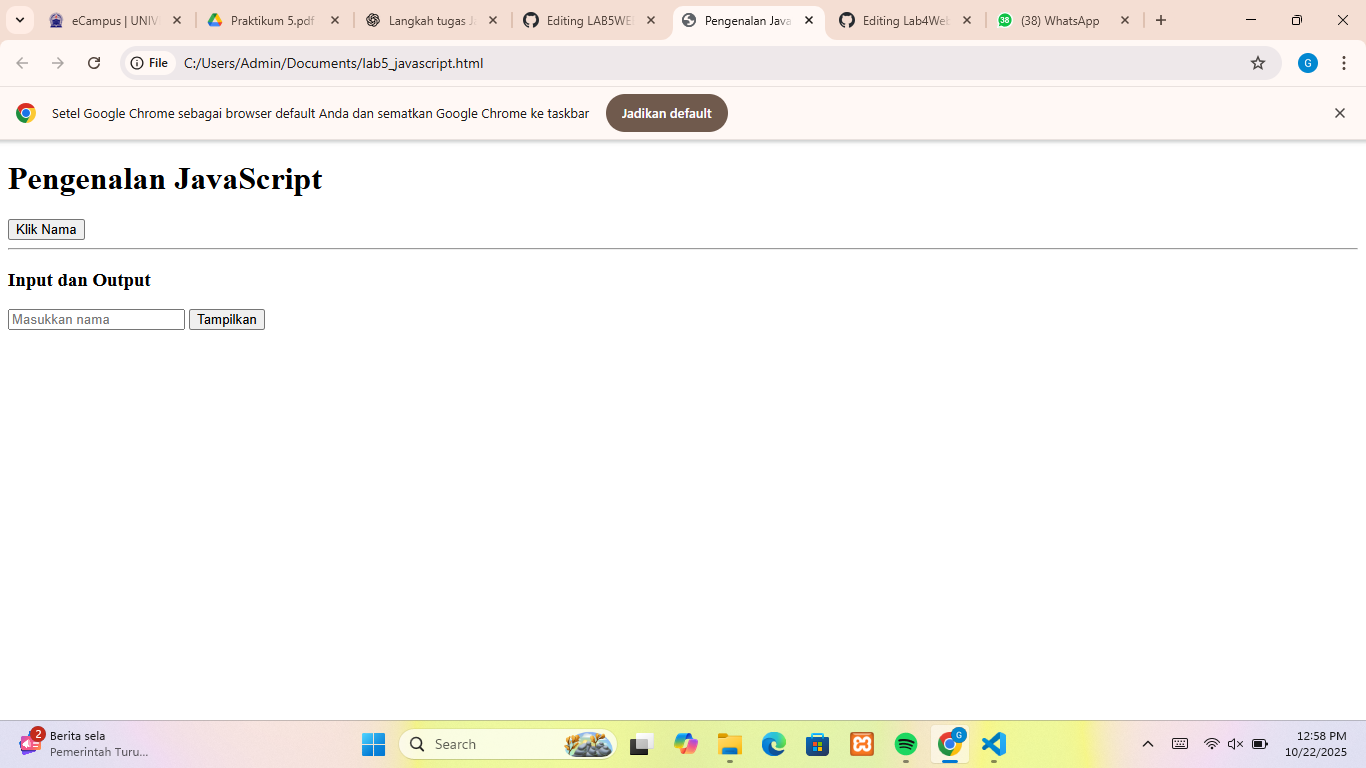 eCampus | UNIV
Praktikum 5.pdf
Langkah tugas Ja
Editing LAB5WEB
Pengenalan Java
Editing Lab4Web
38
(38) WhatsApp
File
C:/Users/Admin/Documents/lab5_javascript.html
G
Setel Google Chrome sebagai browser default Anda dan sematkan Google Chrome ke taskbar
Jadikan default
Pengenalan JavaScript
Klik Nama
Input dan Output
Masukkan nama
Tampilkan
2
Berita sela
Pemerintah Turu...
Search
G
12:58 PM
10/22/2025